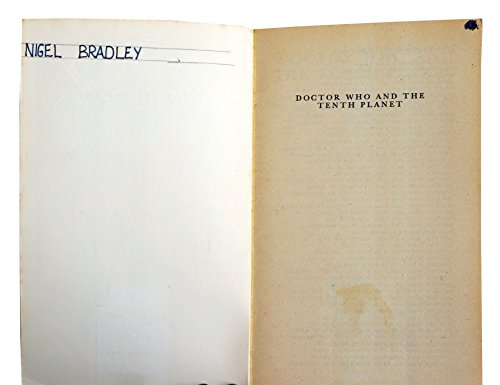 NIGEL BRADLEY
DOCTOR WHO AND THE
TENTH PLANET